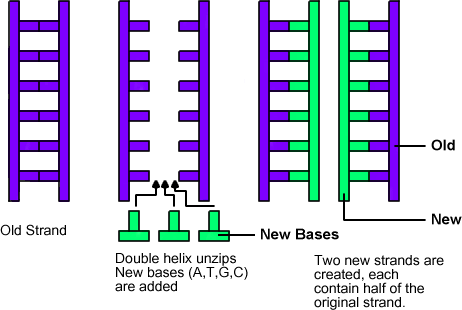 Old
New
Old Strand
New Bases
Double helix unzips
New bases (A,T,G,C)
are added
Two new strands are
created, each
contain half of the
original strand.